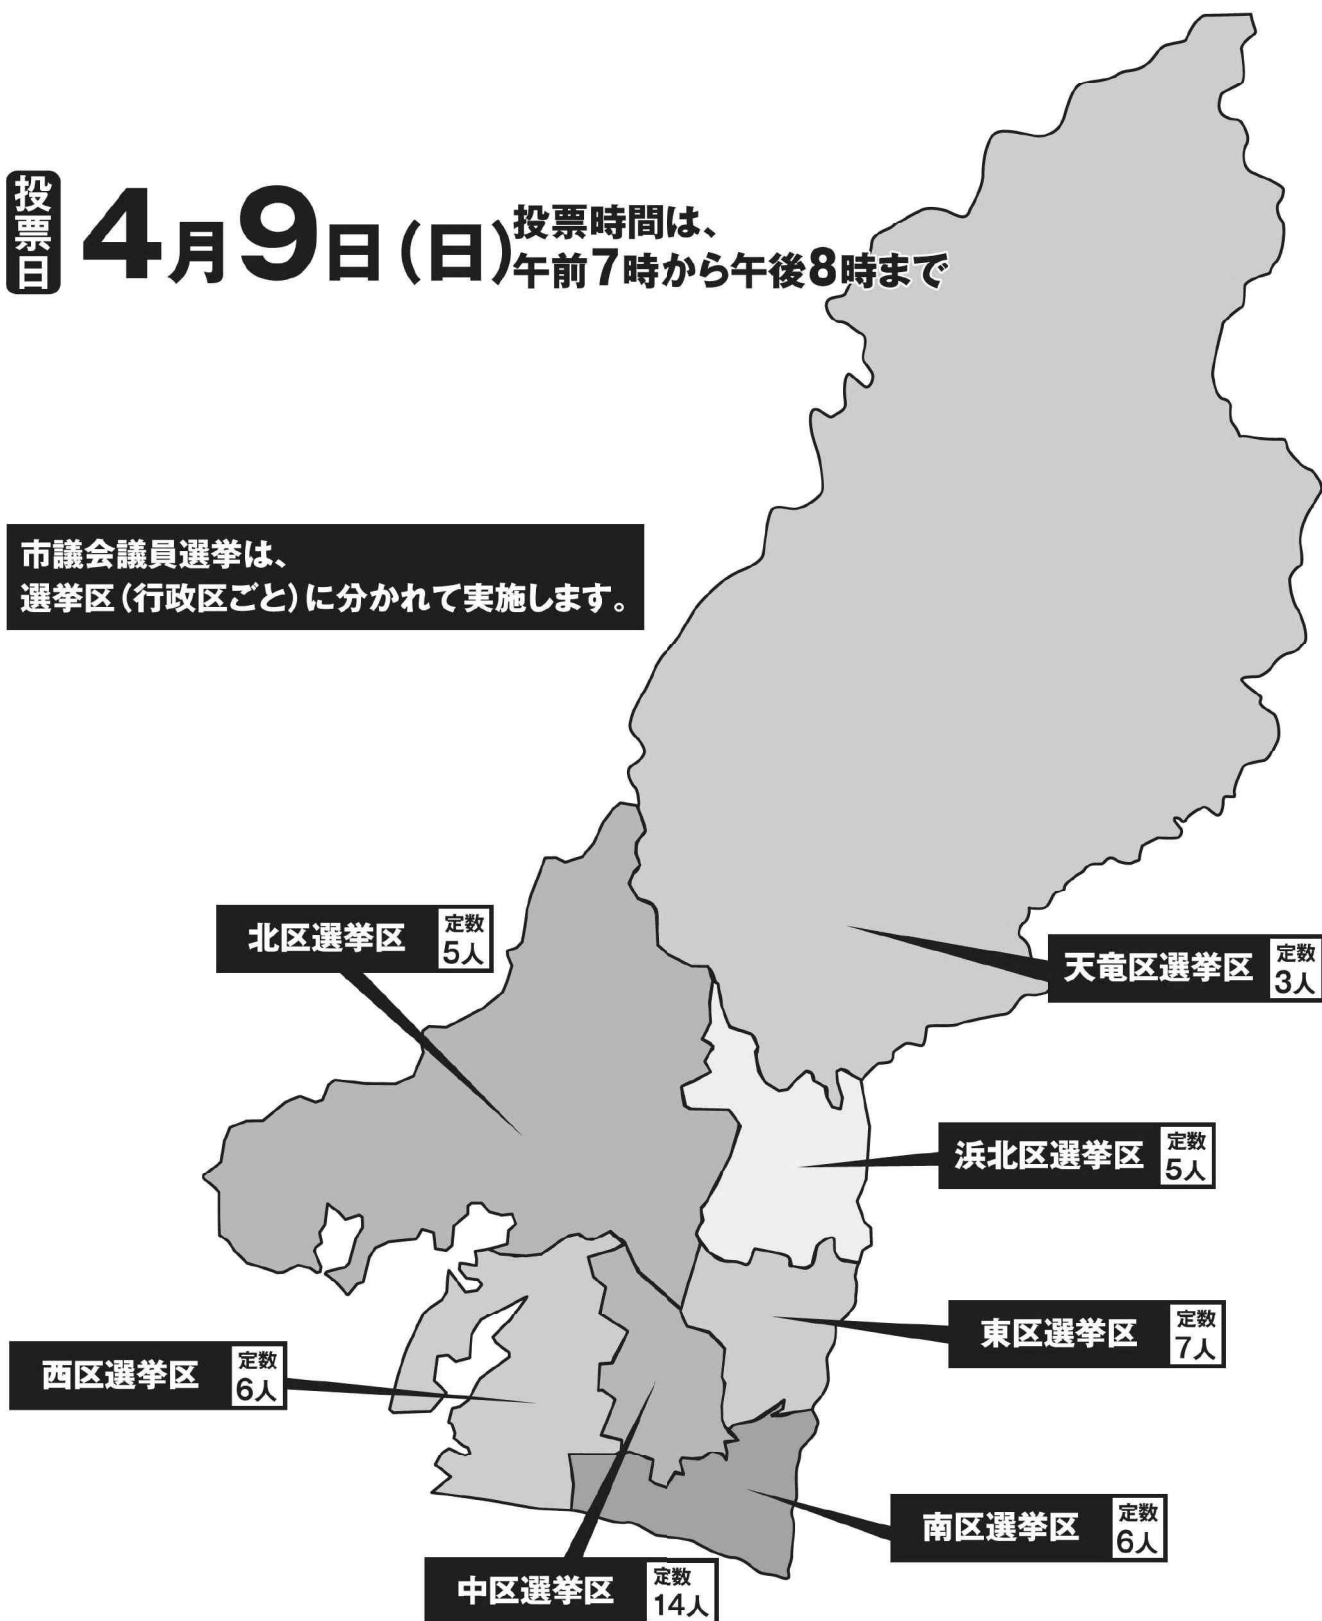 投票日
4月9日(日)
投票時間は、
午前7時から午後8時まで
市議会議員選挙は、
選挙区(行政区ごと)に分かれて実施します。
北区選挙区 定数 5人
天竜区選挙区 定数 3人
浜北区選挙区 定数 5人
東区選挙区 定数 7人
西区選挙区 定数 6人
南区選挙区 定数 6人
中区選挙区 定数 14人